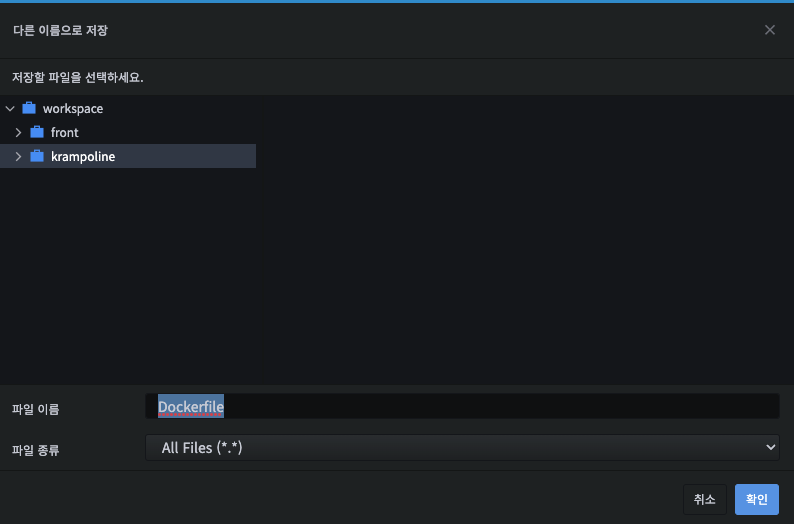 다른 이름으로 저장
저장할 파일을 선택하세요.
workspace
front
krampoline
파일 이름 Dockerfile
파일 종류 All Files (*.*)
취소 확인